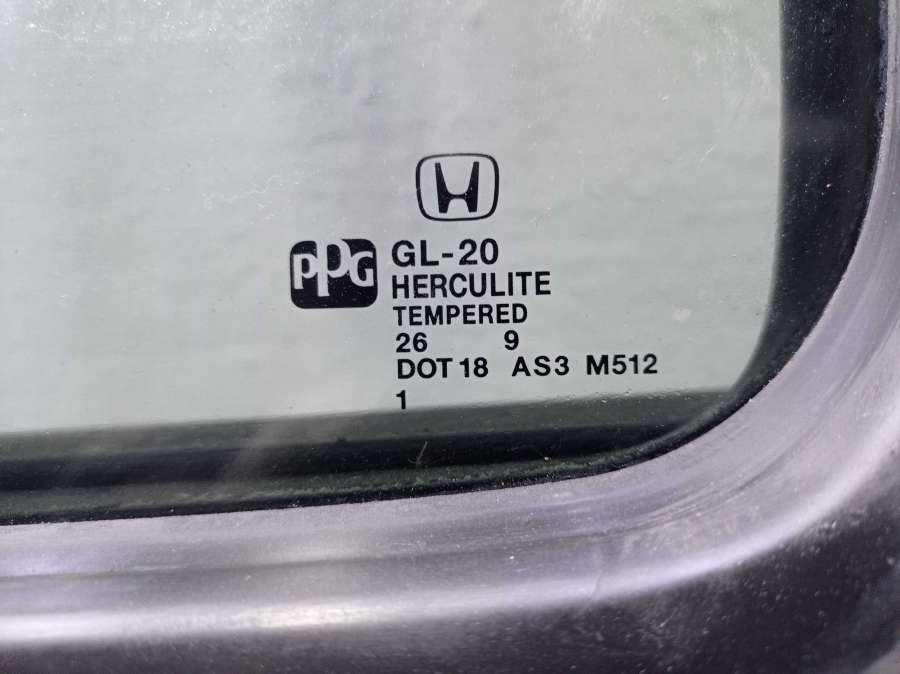 PPG GL-20
HERCULITE
TEMPERED
26 9
DOT 18 AS3 M512
1